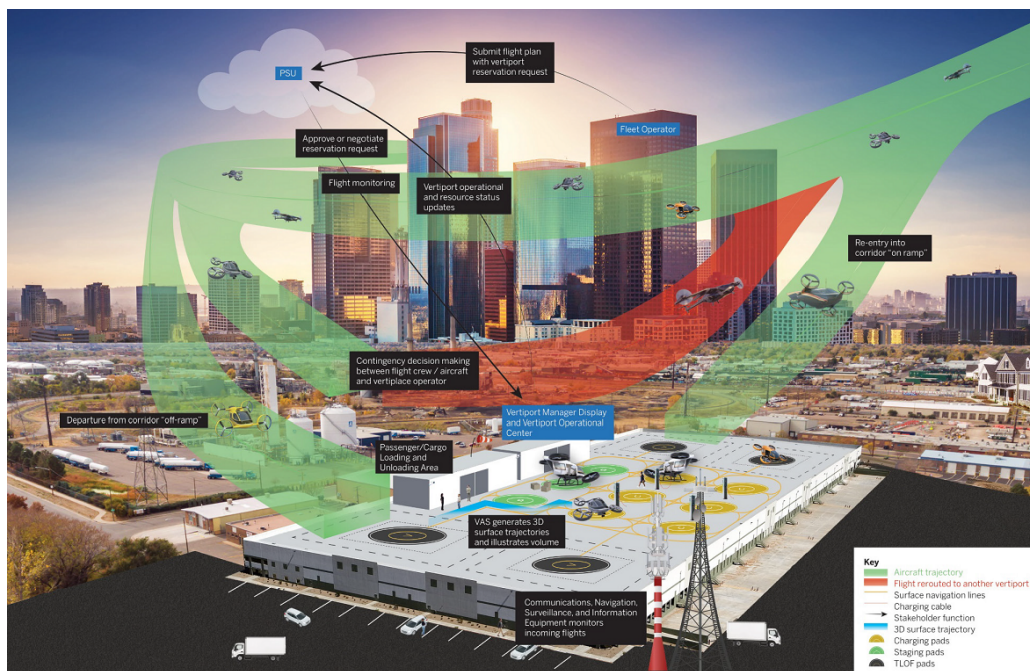 PSU
Submit flight plan
with vertiport
reservation request
Fleet Operator
Approve or negotiate
reservation request
Flight monitoring
Vertiport operational
and resource status
updates
Re-entry into
corridor “on ramp”
Contingency decision making
between flight crew / aircraft
and vertiplace operator
Departure from corridor “off-ramp”
Vertiport Manager Display
and Vertiport Operational
Center
Passenger/Cargo
Loading and
Unloading Area
VAS generates 3D
surface trajectories
and illustrates volume
Communications, Navigation,
Surveillance, and Information
Equipment monitors
incoming flights
Key
Aircraft trajectory
Flight rerouted to another vertiport
Surface navigation lines
Charging cable
Stakeholder function
3D surface trajectory
Charging pads
Staging pads
TLOF pads